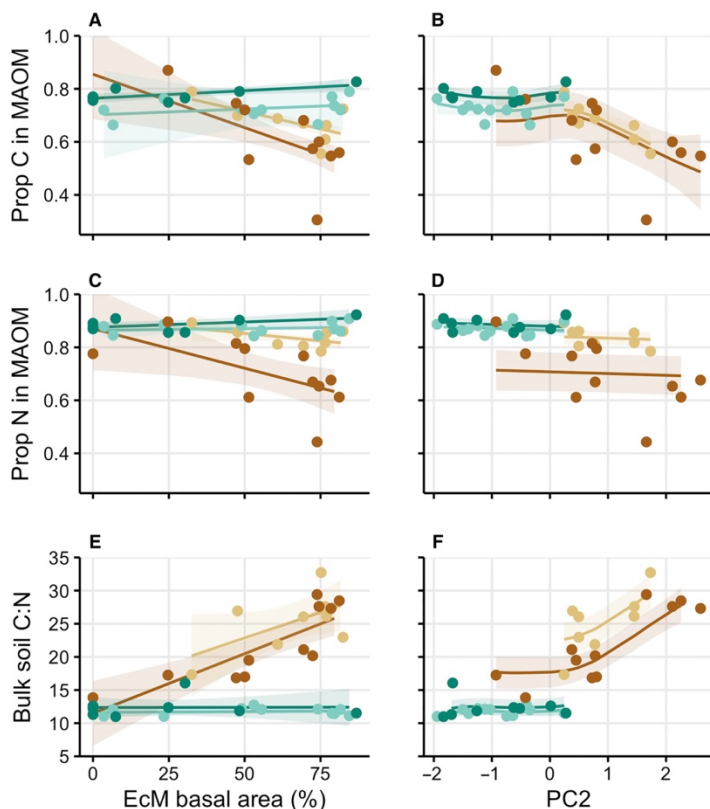 A
B
Prop C in MAOM
1.0
0.8
0.6
0.4
C
D
Prop N in MAOM
1.0
0.8
0.6
0.4
E
F
Bulk soil C:N
35
30
25
20
15
10
5
0 25 50 75
−2 −1 0 1 2
EcM basal area (%)
PC2